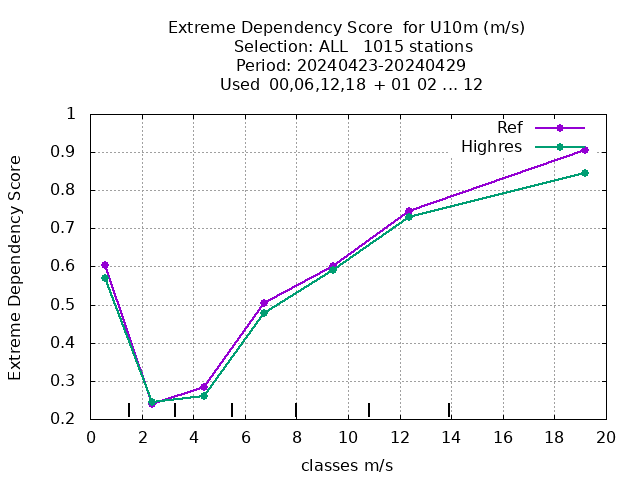 Extreme Dependency Score  for U10m (m/s)
Selection: ALL   1015 stations
Period: 20240423-20240429
Used  00,06,12,18  + 01 02 ... 12
Ref
Highres
Extreme Dependency Score
1
0.9
0.8
0.7
0.6
0.5
0.4
0.3
0.2
0 2 4 6 8 10 12 14 16 18 20
classes m/s